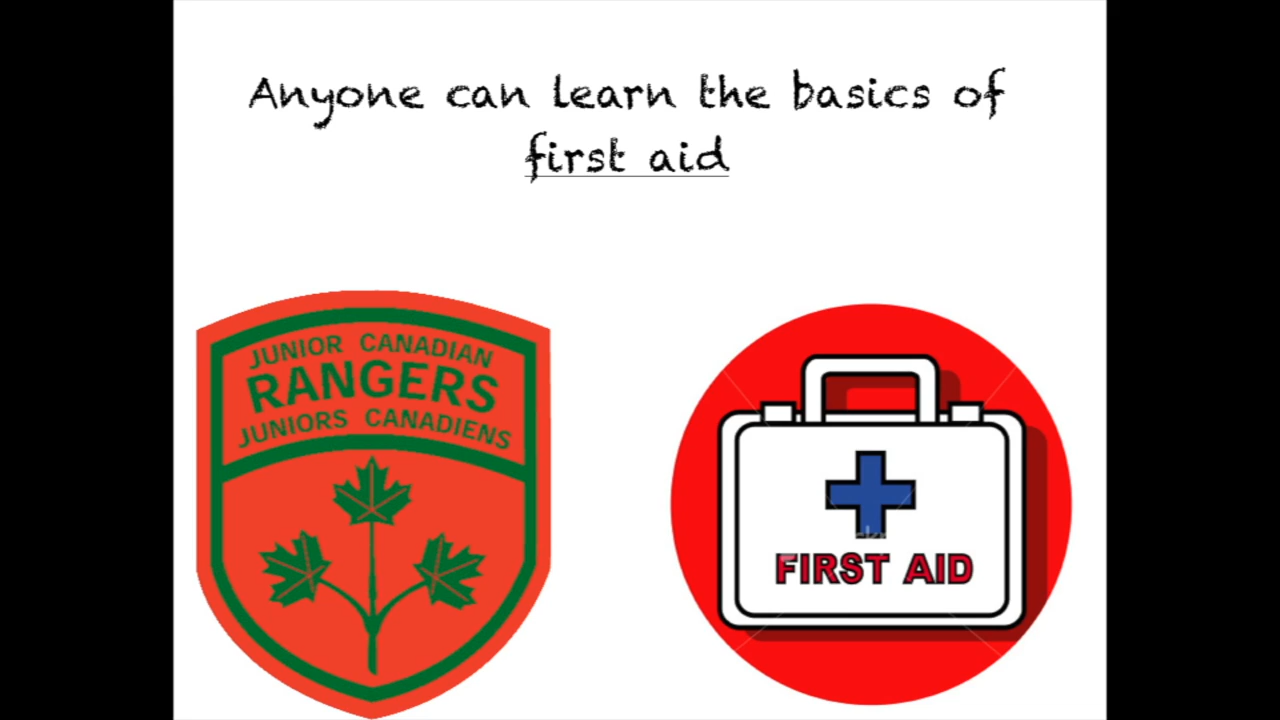 Anyone can learn the basics of
first aid
JUNIOR CANADIAN
RANGERS
JUNIORS CANADIENS
FIRST AID